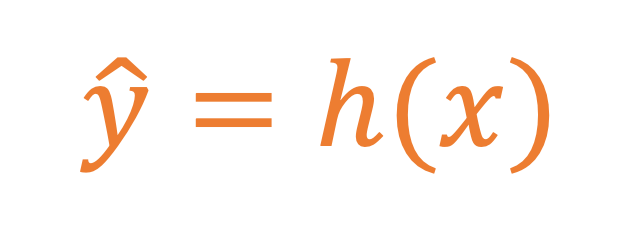 ŷ = h(x)